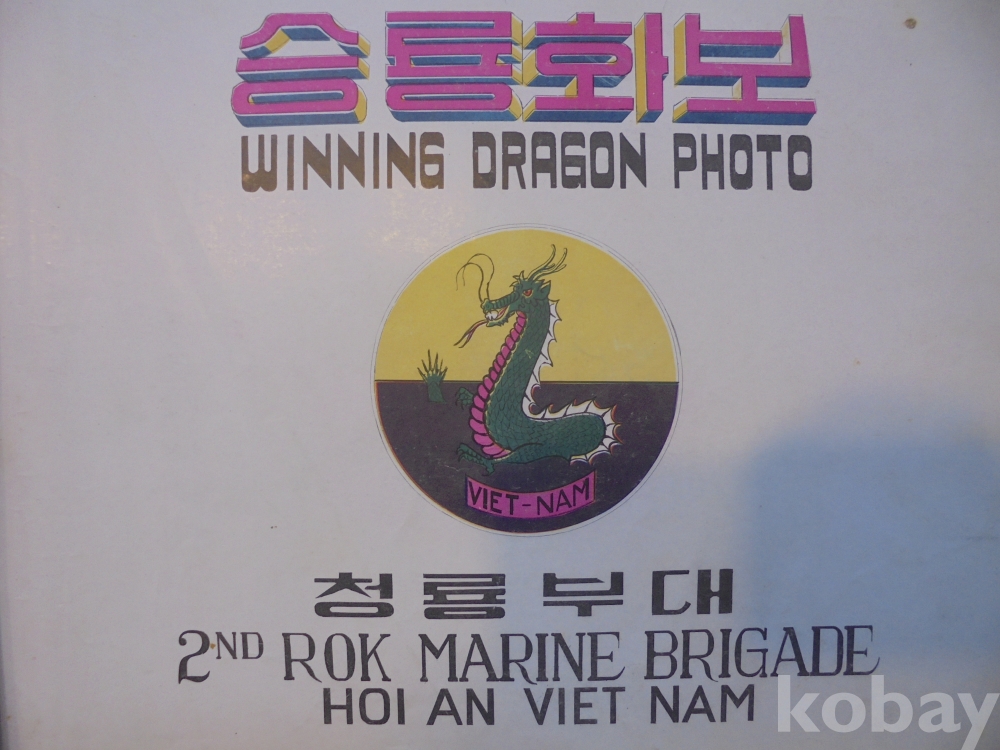 승룡화보
WINNING DRAGON PHOTO
VIET-NAM
청룡부대
2ND ROK MARINE BRIGADE
HOI AN VIET NAM
kobay